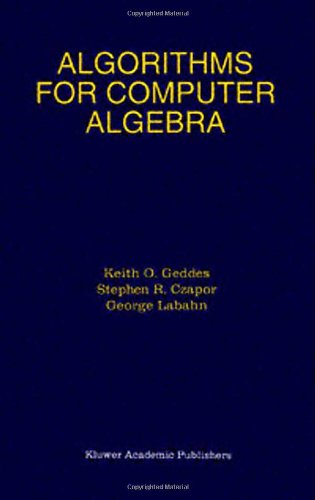 ALGORITHMS
FOR COMPUTER
ALGEBRA
Keith O. Geddes
Stephen R. Czapor
George Labahn
Kluwer Academic Publishers